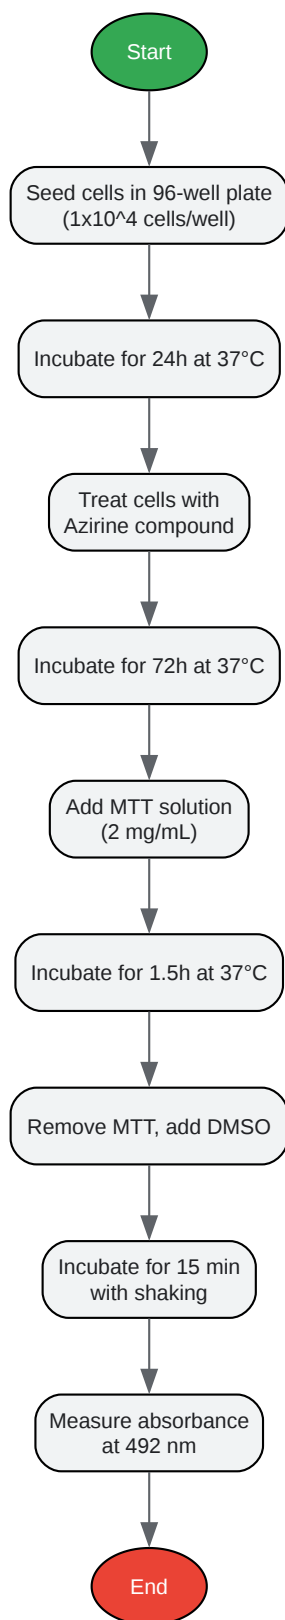 Start
Seed cells in 96-well plate
(1x10^4 cells/well)
Incubate for 24h at 37°C
Treat cells with
Azirine compound
Incubate for 72h at 37°C
Add MTT solution
(2 mg/mL)
Incubate for 1.5h at 37°C
Remove MTT, add DMSO
Incubate for 15 min
with shaking
Measure absorbance
at 492 nm
End